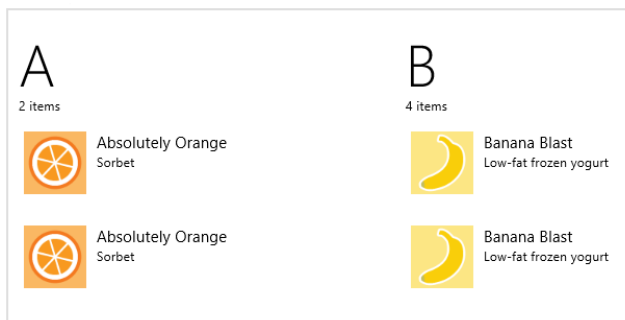 A
2 items
Absolutely Orange
Sorbet
Absolutely Orange
Sorbet
B
4 items
Banana Blast
Low-fat frozen yogurt
Banana Blast
Low-fat frozen yogurt